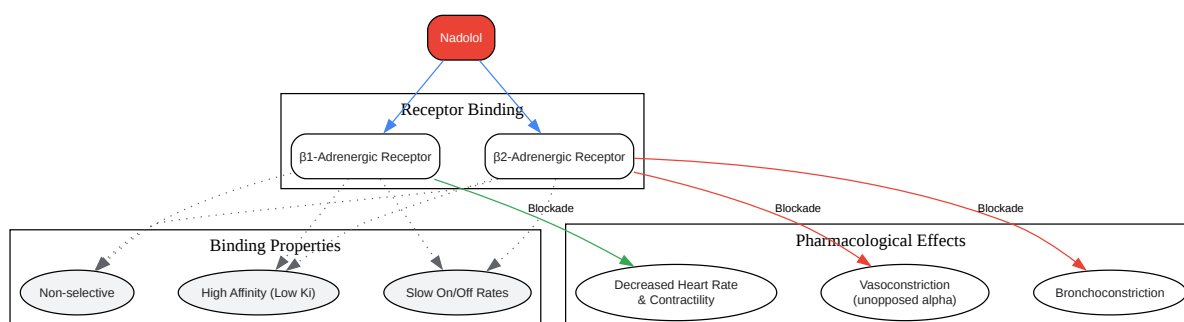 Nadolol
Receptor Binding
β1-Adrenergic Receptor
β2-Adrenergic Receptor
Blockade
Blockade
Blockade
Binding Properties
Pharmacological Effects
Non-selective
High Affinity (Low Ki)
Slow On/Off Rates
Decreased Heart Rate
& Contractility
Vasoconstriction
(unopposed alpha)
Bronchoconstriction